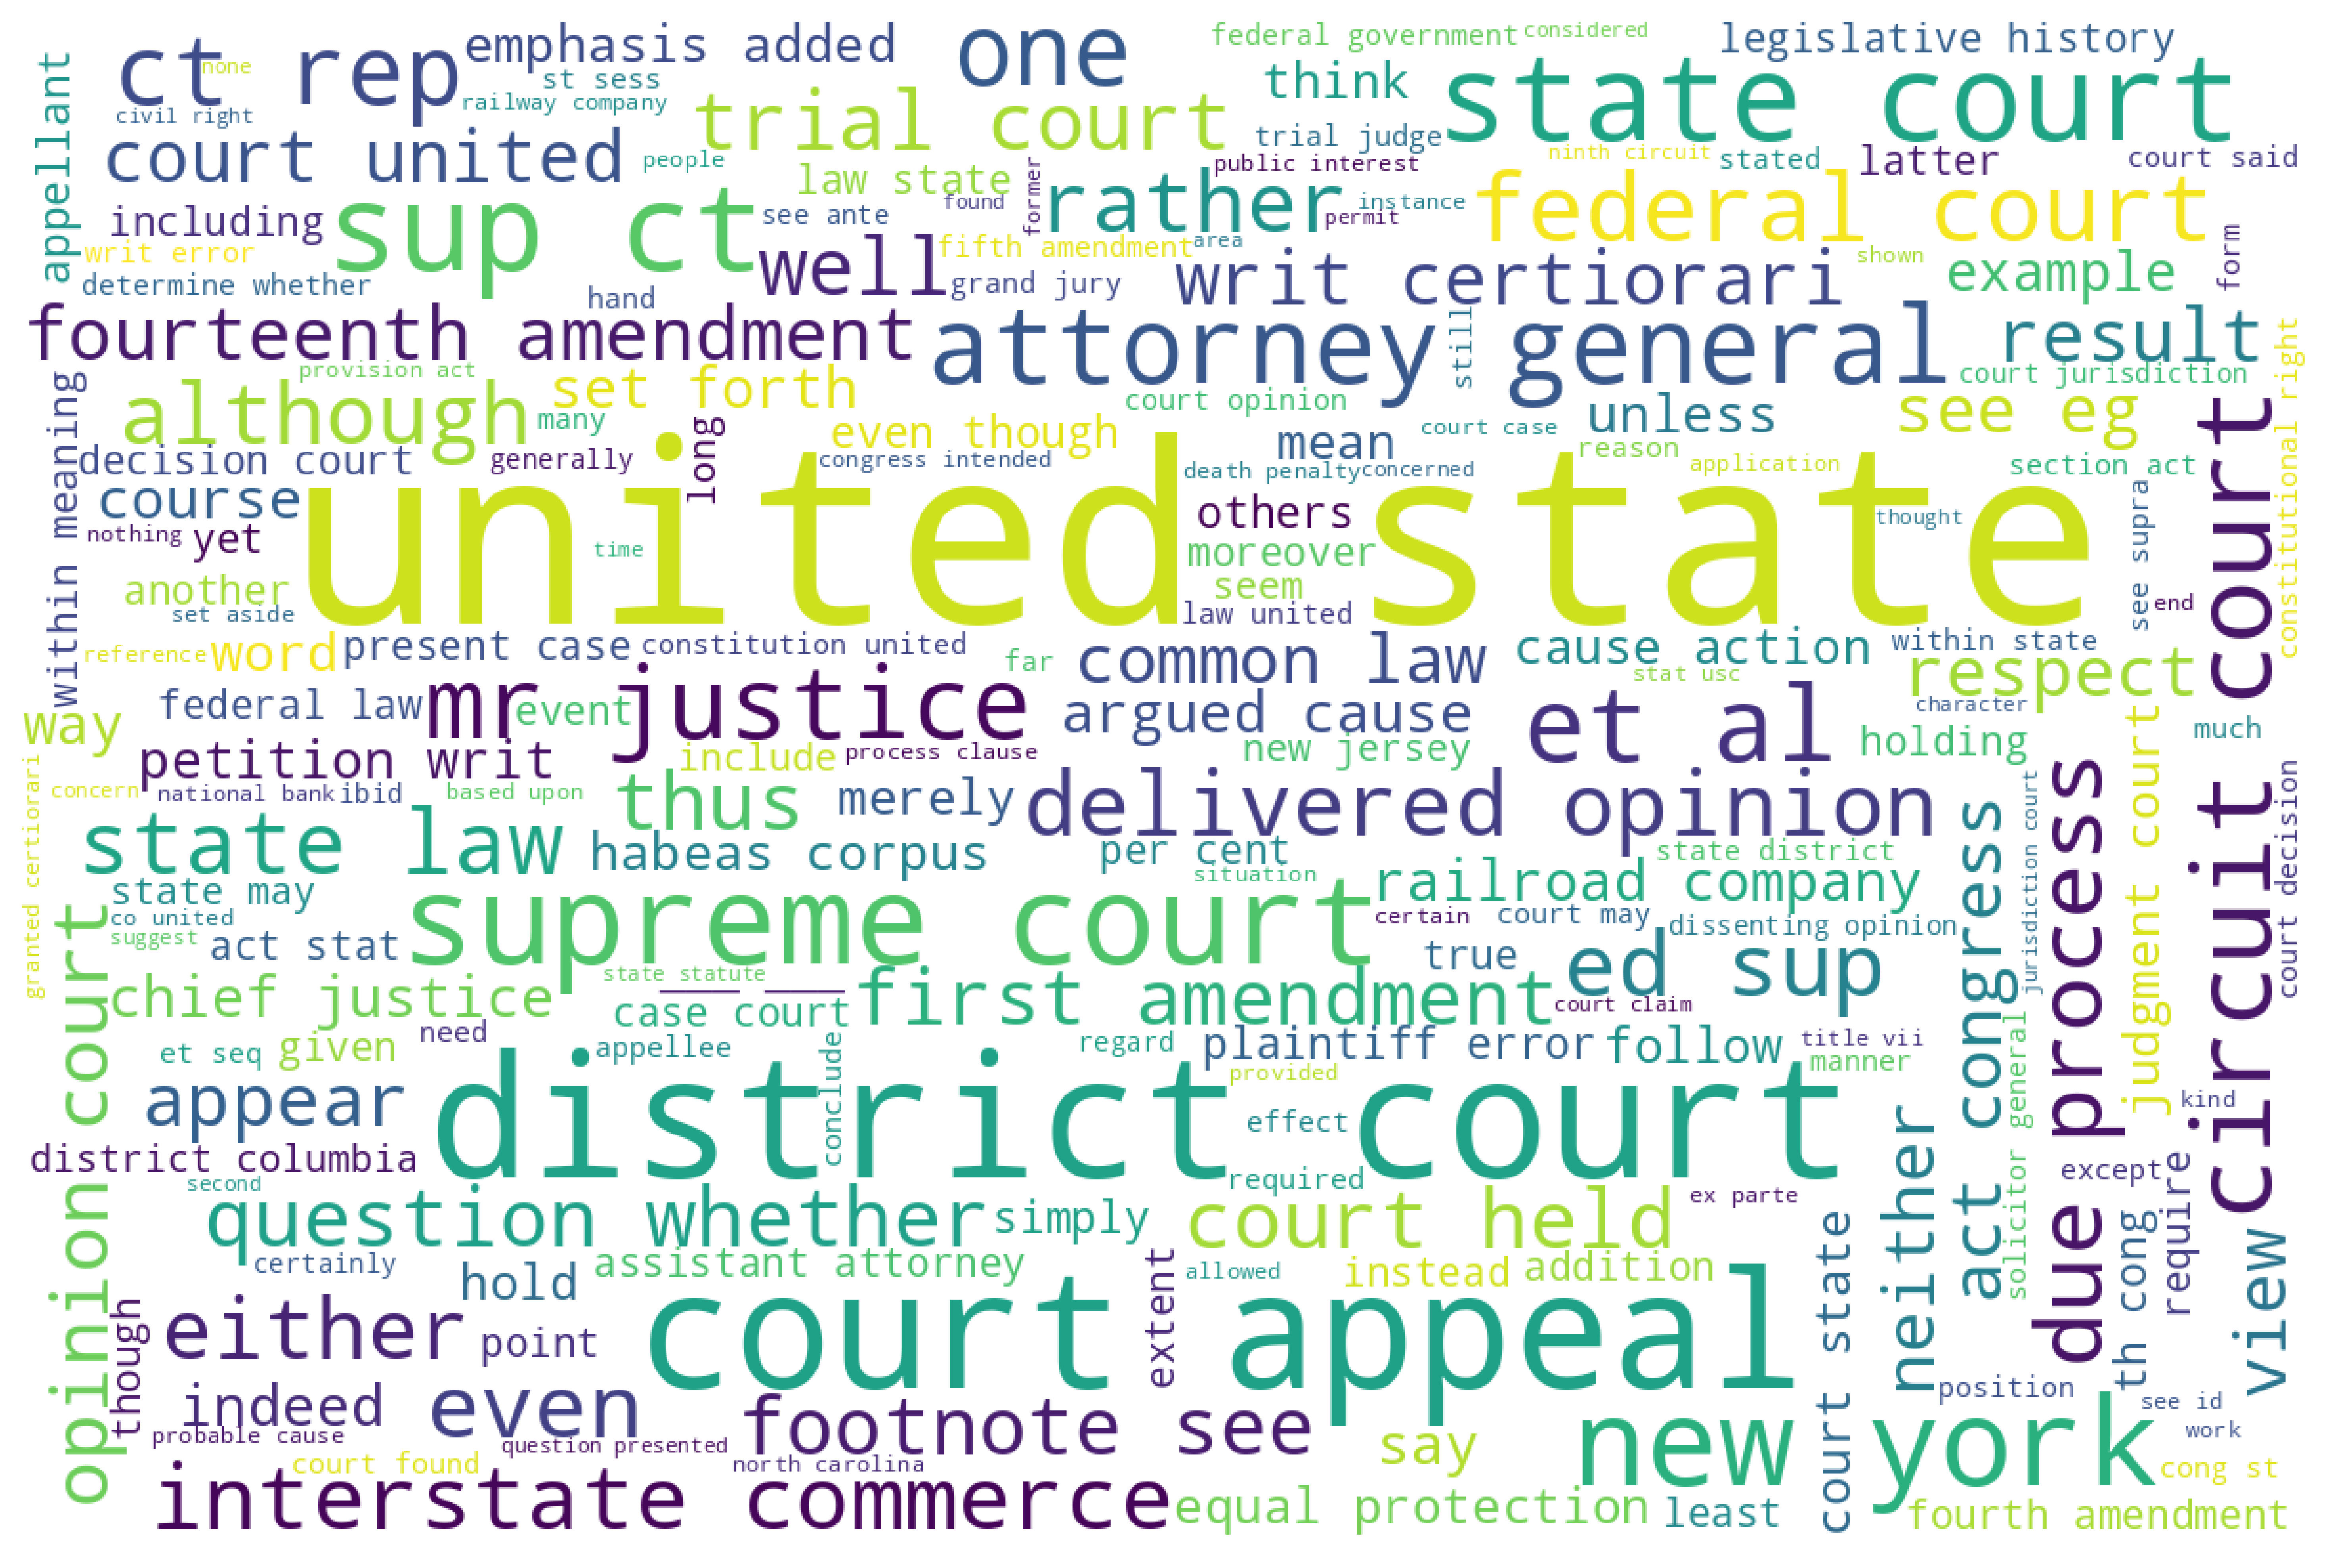 ct rep
none
emphasis added
one
federal government
considered
legislative history
appellant
st sess
railway company
think
state court
civil right
trial court
trial judge
court united
people
law state
former
public interest
ninth circuit
stated
latter
court said
including
sup ct
see ante
found
rather
permit
instance
federal court
writ error
well
fifth amendment
area
writ certiorari
shown
example
form
determine whether
hand
grand jury
fourteenth amendment
attorney general
still
result
constitutional right
provision act
set forth
court opinion
court jurisdiction
within meaning
although
many
long
even though
mean
unless
court case
see eg
circuit court
decision court
generally
congress intended
death penalty
concerned
reason
application
section act
course
united state
others
thought
see supra
nothing
yet
time
moreover
another
seem
set aside
law united
end
reference
word
present case
constitution united
far
common law
cause action
within state
stat usc
respect
federal law
mr justice
event
argued cause
et al
character
way
judgment court
much
petition writ
include
process clause
new jersey
holding
granted certiorari
concern
national bank
ibid
based upon
thus
merely
delivered opinion
act congress
jurisdiction court
due process
court decision
state law
habeas corpus
per cent
state district
situation
railroad company
state may
co united
suggest
supreme court
certain
court may
dissenting opinion
opinion court
act stat
true
ed sup
state statute
chief justice
____ ____
case court
first amendment
court claim
et seq
given
need
appellee
conclude
regard
plaintiff error
follow
title vii
manner
solicitor general
appear
district court
provided
effect
kind
neither
district columbia
second
required
ex parte
except
require
question whether
simply
court held
court state
th cong
view
certainly
hold
assistant attorney
extent
allowed
instead
addition
though
either
point
court appeal
position
indeed
even
footnote see
new york
see id
probable cause
question presented
say
work
court found
north carolina
cong st
interstate commerce
equal protection
least
fourth amendment